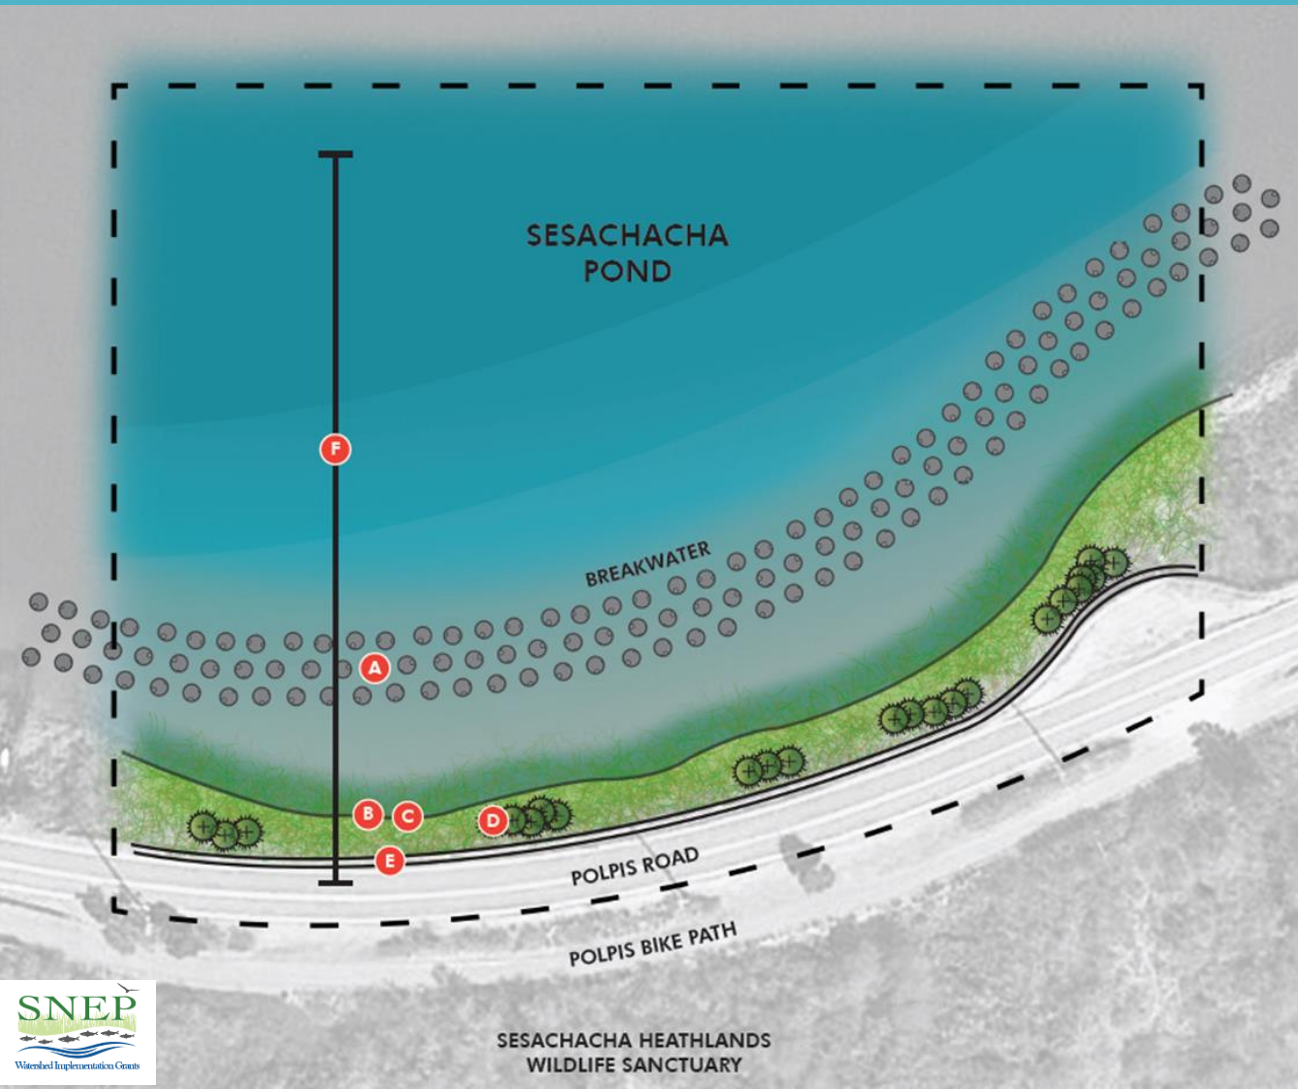 SESACHACHA
POND
F
BREAKWATER
A
B
C
D
E
POLPIS ROAD
POLPIS BIKE PATH
SNEP
Watershed Implementation Grants
SESACHACHA HEATHLANDS
WILDLIFE SANCTUARY